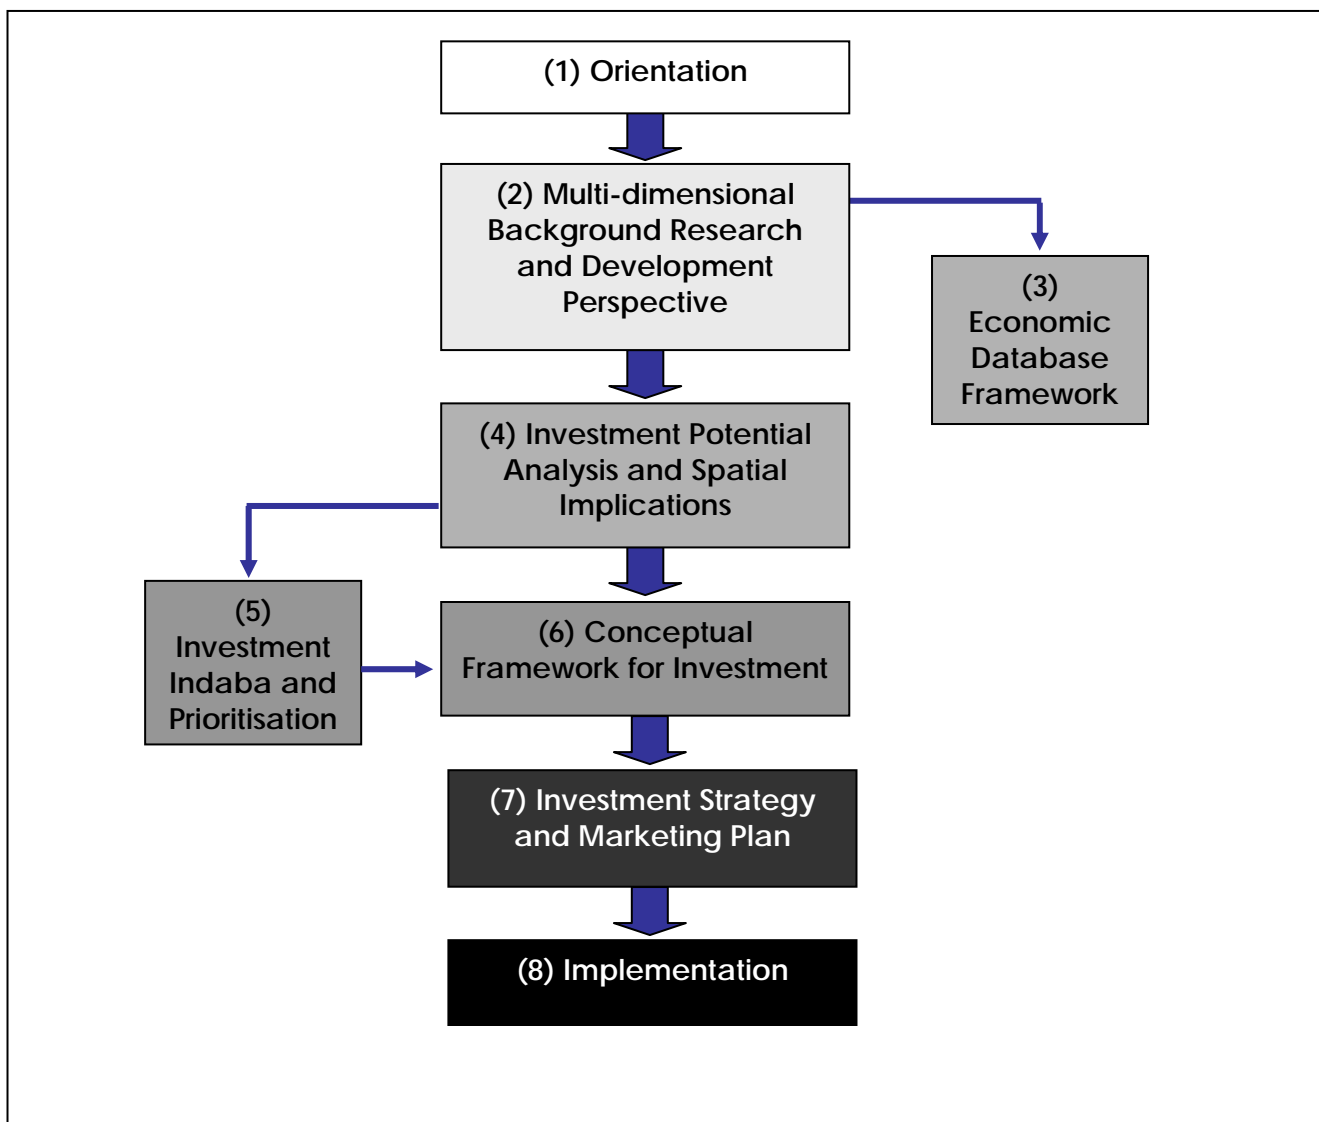 (1) Orientation
(2) Multi-dimensional
Background Research
and Development
Perspective
(3)
Economic
Database
Framework
(4) Investment Potential
Analysis and Spatial
Implications
(5)
Investment
Indaba and
Prioritisation
(6) Conceptual
Framework for Investment
(7) Investment Strategy
and Marketing Plan
(8) Implementation